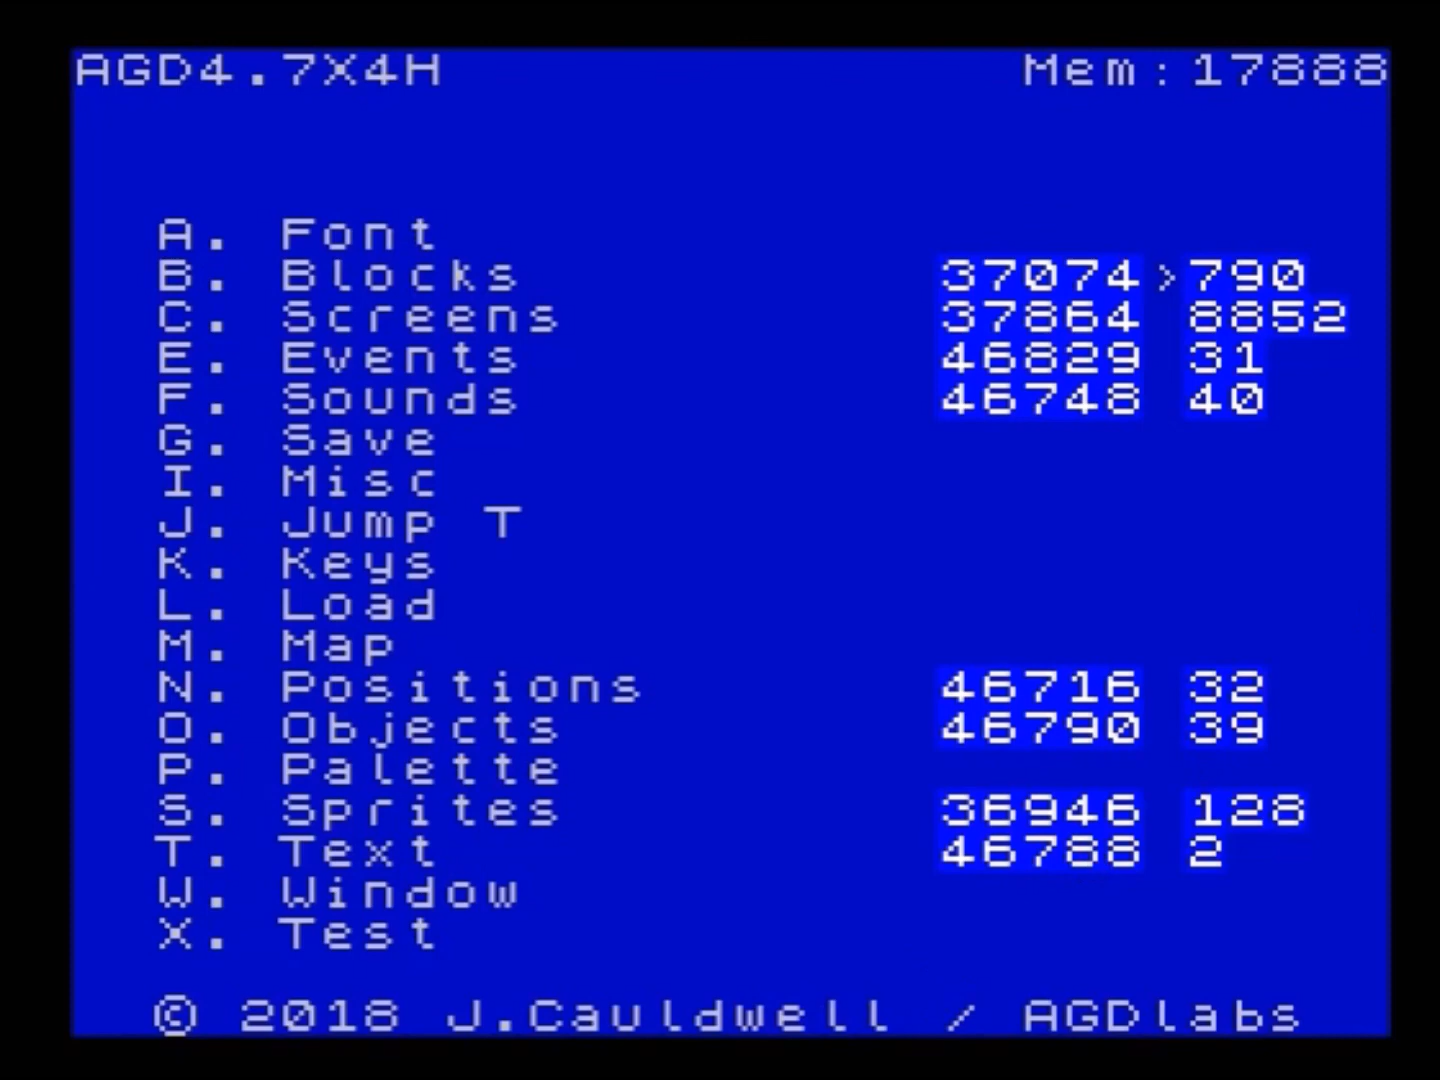 AGD4.7X4H Mem:17888
A. Font
B. Blocks 37074>790
C. Screens 37864 8852
E. Events 46829 31
F. Sounds 46748 40
G. Save
I. Misc
J. Jump T
K. Keys
L. Load
M. Map
N. Positions 46716 32
O. Objects 46790 39
P. Palette
S. Sprites 36946 128
T. Text 46788 2
W. Window
X. Test
© 2018 J.Cauldwell / AGDlabs